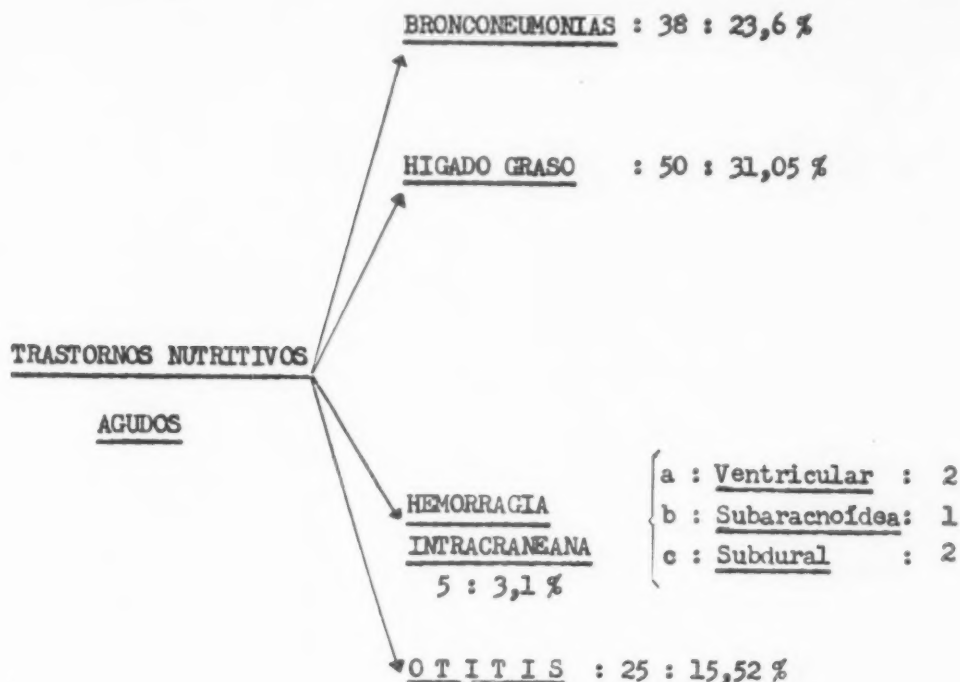 BRONCONEUMONIAS : 38 : 23,6 %
HIGADO GRASO : 50 : 31,05 %
TRASTORNOS NUTRITIVOS
AGUDOS
HEMORRAGIA
INTRACRANEANA
5 : 3,1 %
a : Ventricular : 2
b : Subaracnoídea: 1
c : Subdural : 2
O T I T I S : 25 : 15,52 %